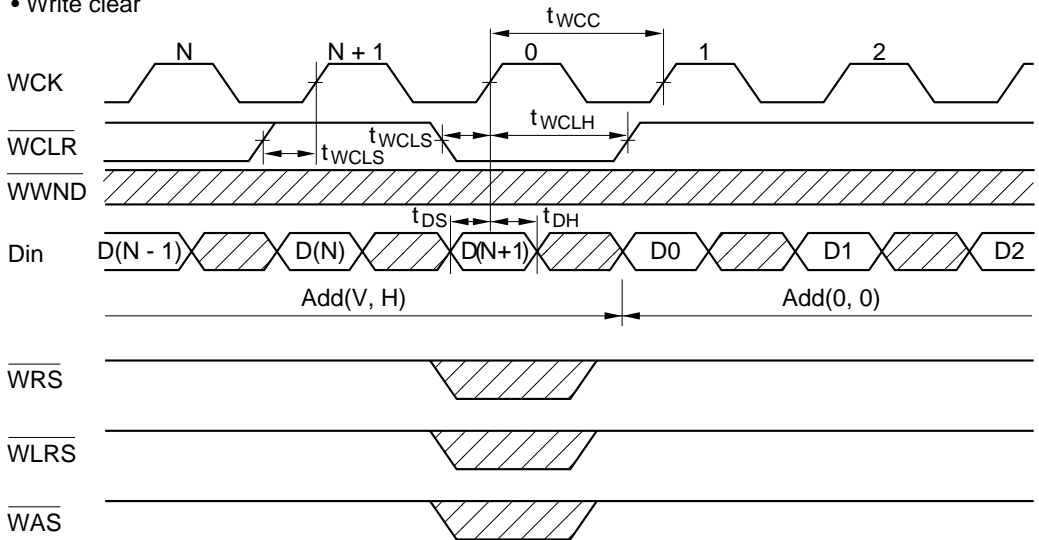 • Write clear
tWCC
N N + 1 0 1 2
WCK
WCLR tWCLS tWCLS tWCLH
WWND
tDS tDH
Din D(N - 1) D(N) D(N+1) D0 D1 D2
Add(V, H) Add(0, 0)
WRS
WLRS
WAS